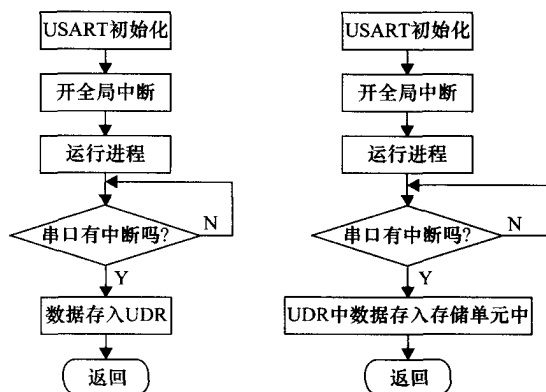 USART初始化
开全局中断
运行进程
串口有中断吗?
N
Y
数据存入UDR
返回
USART初始化
开全局中断
运行进程
串口有中断吗?
N
Y
UDR中数据存入存储单元中
返回